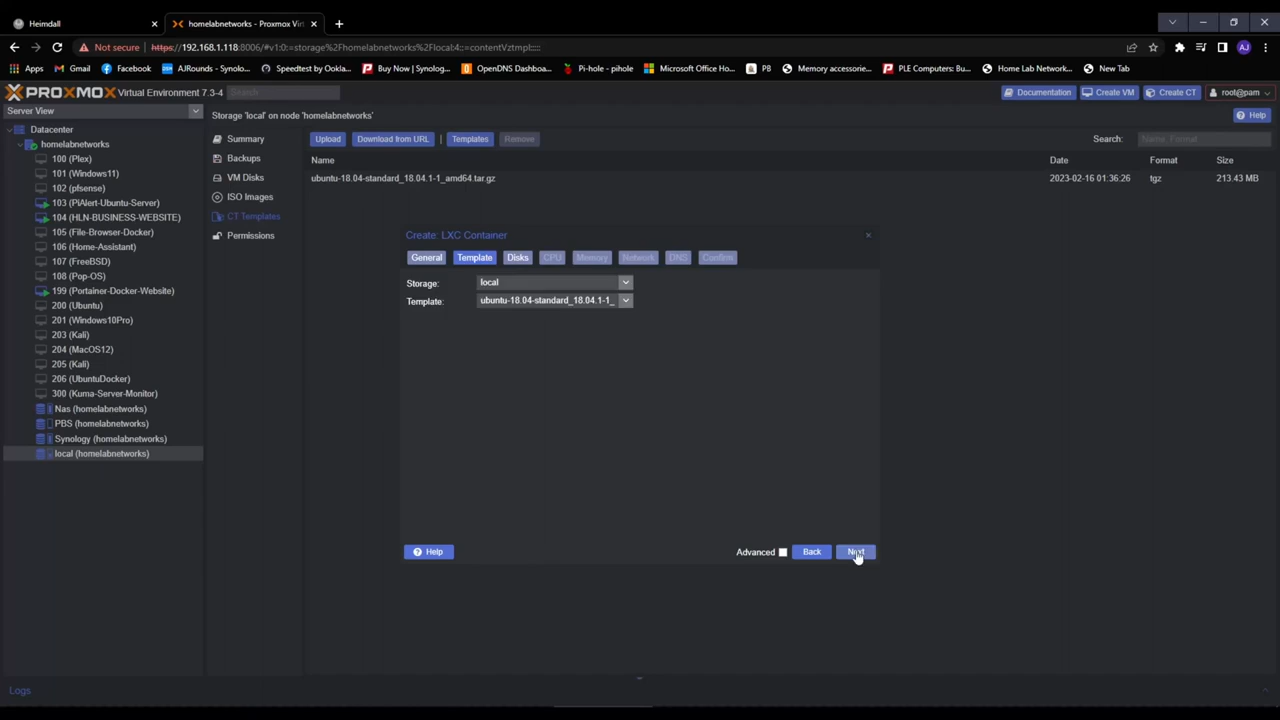 Heimdall
homelabnetworks - Proxmox Virt
Not secure
https://192.168.1.118:8006/#v1:0:=storage%2Fhomelabnetworks%2Flocal:4::=contentVztmpl:::::
Apps
Gmail
Facebook
AJRounds - Synolo...
Speedtest by Ookla...
Buy Now | Synolog...
OpenDNS Dashboa...
Pi-hole - pihole
Microsoft Office Ho...
PB
Memory accessorie...
PLE Computers: Bu...
Home Lab Network...
New Tab
PROXMOX Virtual Environment 7.3-4
Search
Documentation
Create VM
Create CT
root@pam
Server View
Storage 'local' on node 'homelabnetworks'
Help
Datacenter
homelabnetworks
100 (Plex)
101 (Windows11)
102 (pfsense)
103 (PiAlert-Ubuntu-Server)
104 (HLN-BUSINESS-WEBSITE)
105 (File-Browser-Docker)
106 (Home-Assistant)
107 (FreeBSD)
108 (Pop-OS)
199 (Portainer-Docker-Website)
200 (Ubuntu)
201 (Windows10Pro)
203 (Kali)
204 (MacOS12)
205 (Kali)
206 (UbuntuDocker)
300 (Kuma-Server-Monitor)
Nas (homelabnetworks)
PBS (homelabnetworks)
Synology (homelabnetworks)
local (homelabnetworks)
Summary
Backups
VM Disks
ISO Images
CT Templates
Permissions
Upload
Download from URL
Templates
Remove
Search:
Name, Format
Name
Date
Format
Size
ubuntu-18.04-standard_18.04.1-1_amd64.tar.gz
2023-02-16 01:36:26
tgz
213.43 MB
Create: LXC Container
General
Template
Disks
CPU
Memory
Network
DNS
Confirm
Storage:
local
Template:
ubuntu-18.04-standard_18.04.1-1_
Help
Advanced
Back
Next
Logs